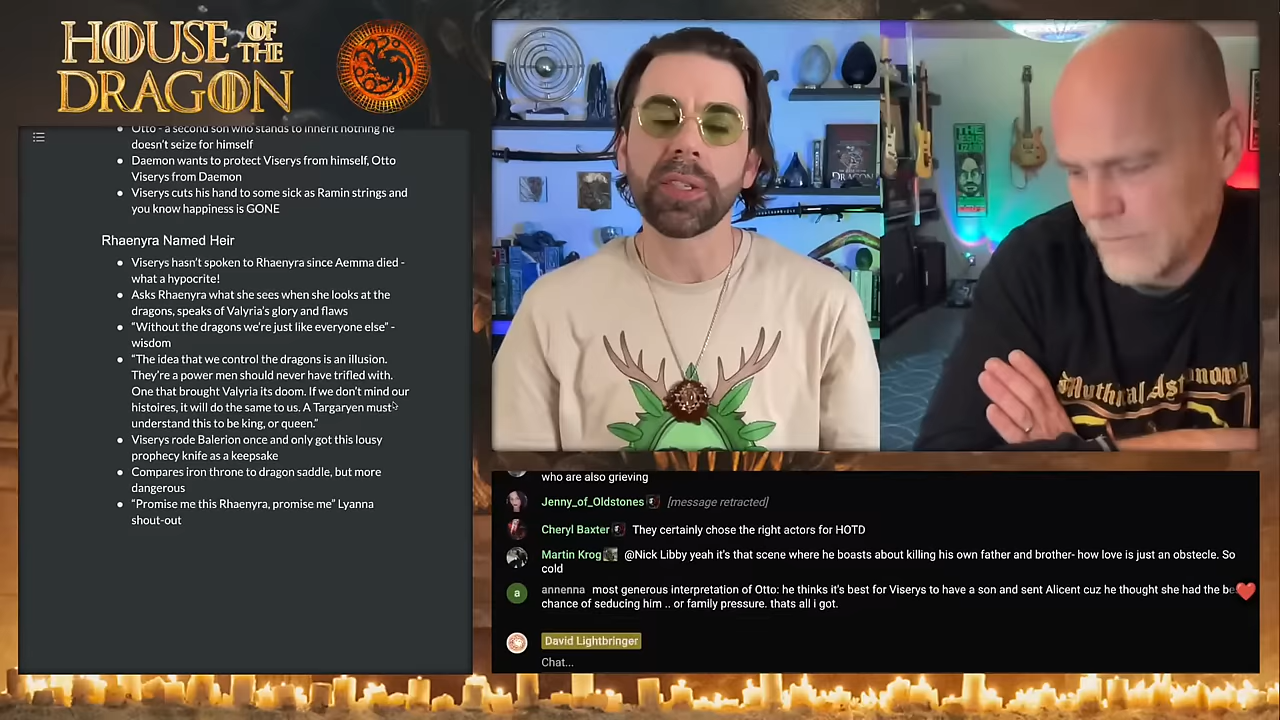 HOUSE OF THE
DRAGON
Otto - a second son who stands to inherit nothing he
doesn't seize for himself
Daemon wants to protect Viserys from himself, Otto
Viserys from Daemon
Viserys cuts his hand to some sick as Ramin strings and
you know happiness is GONE
Rhaenyra Named Heir
Viserys hasn't spoken to Rhaenyra since Aemma died -
what a hypocrite!
Asks Rhaenyra what she sees when she looks at the
dragons, speaks of Valyria's glory and flaws
"Without the dragons we're just like everyone else" -
wisdom
"The idea that we control the dragons is an illusion.
They're a power men should never have trifled with.
One that brought Valyria its doom. If we don't mind our
histoires, it will do the same to us. A Targaryen must
understand this to be king, or queen."
Viserys rode Balerion once and only got this lousy
prophecy knife as a keepsake
Compares iron throne to dragon saddle, but more
dangerous
"Promise me this Rhaenyra, promise me" Lyanna
shout-out
DRAGON
THE
JESUS
LIZARD
Mythical Astronomy
who are also grieving
Jenny_of_Oldstones [message retracted]
Cheryl Baxter They certainly chose the right actors for HOTD
Martin Krog @Nick Libby yeah it's that scene where he boasts about killing his own father and brother- how love is just an obstecle. So
cold
a annenna most generous interpretation of Otto: he thinks it's best for Viserys to have a son and sent Alicent cuz he thought she had the be
chance of seducing him .. or family pressure. thats all i got.
David Lightbringer
Chat...